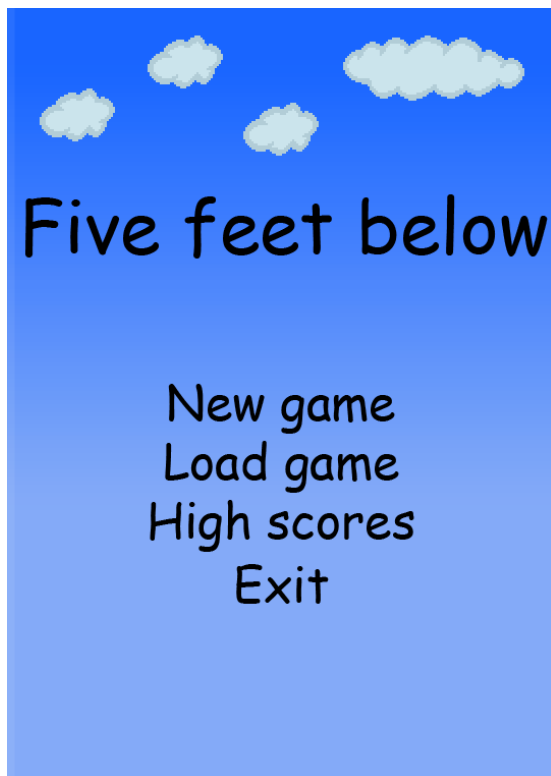 Five feet below
New game
Load game
High scores
Exit